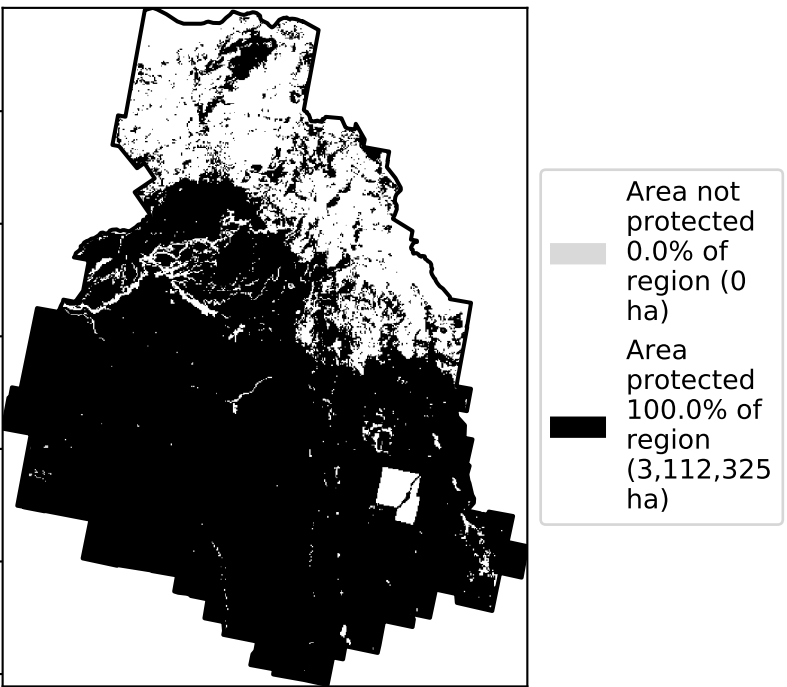 Area not
protected
0.0% of
region (0
ha)
Area
protected
100.0% of
region
(3,112,325
ha)